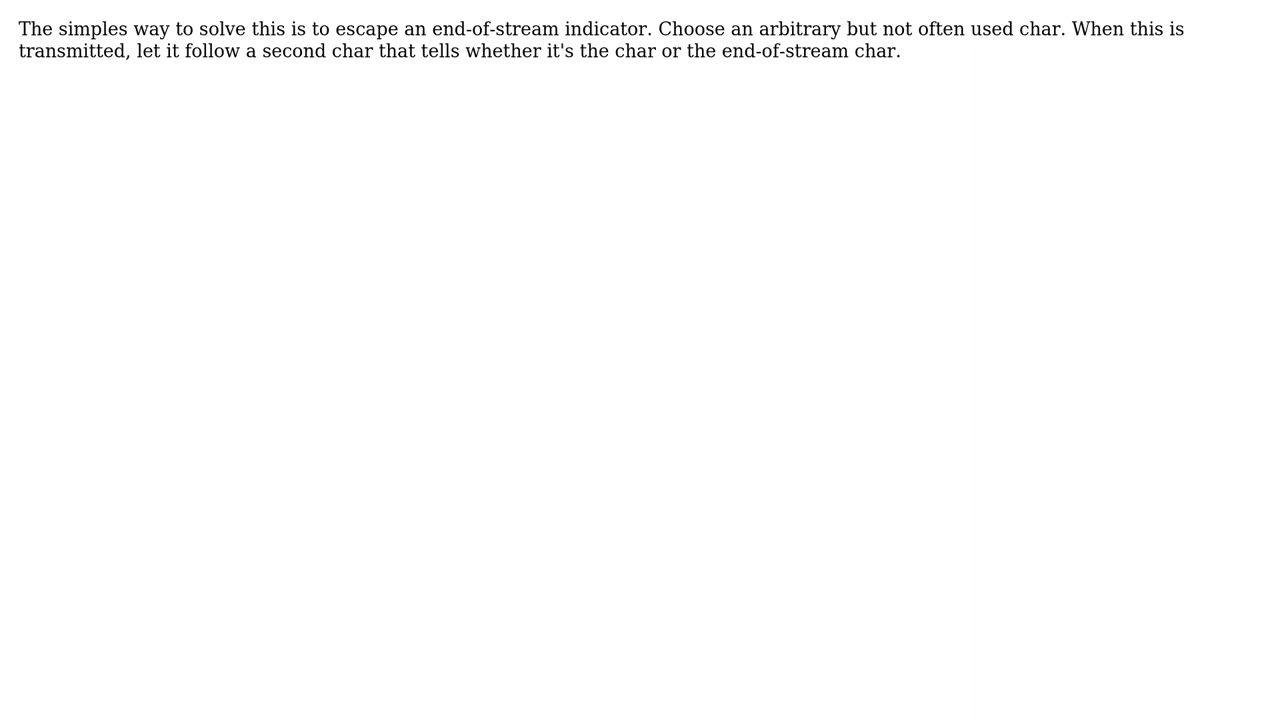 The simples way to solve this is to escape an end-of-stream indicator. Choose an arbitrary but not often used char. When this is
transmitted, let it follow a second char that tells whether it's the char or the end-of-stream char.